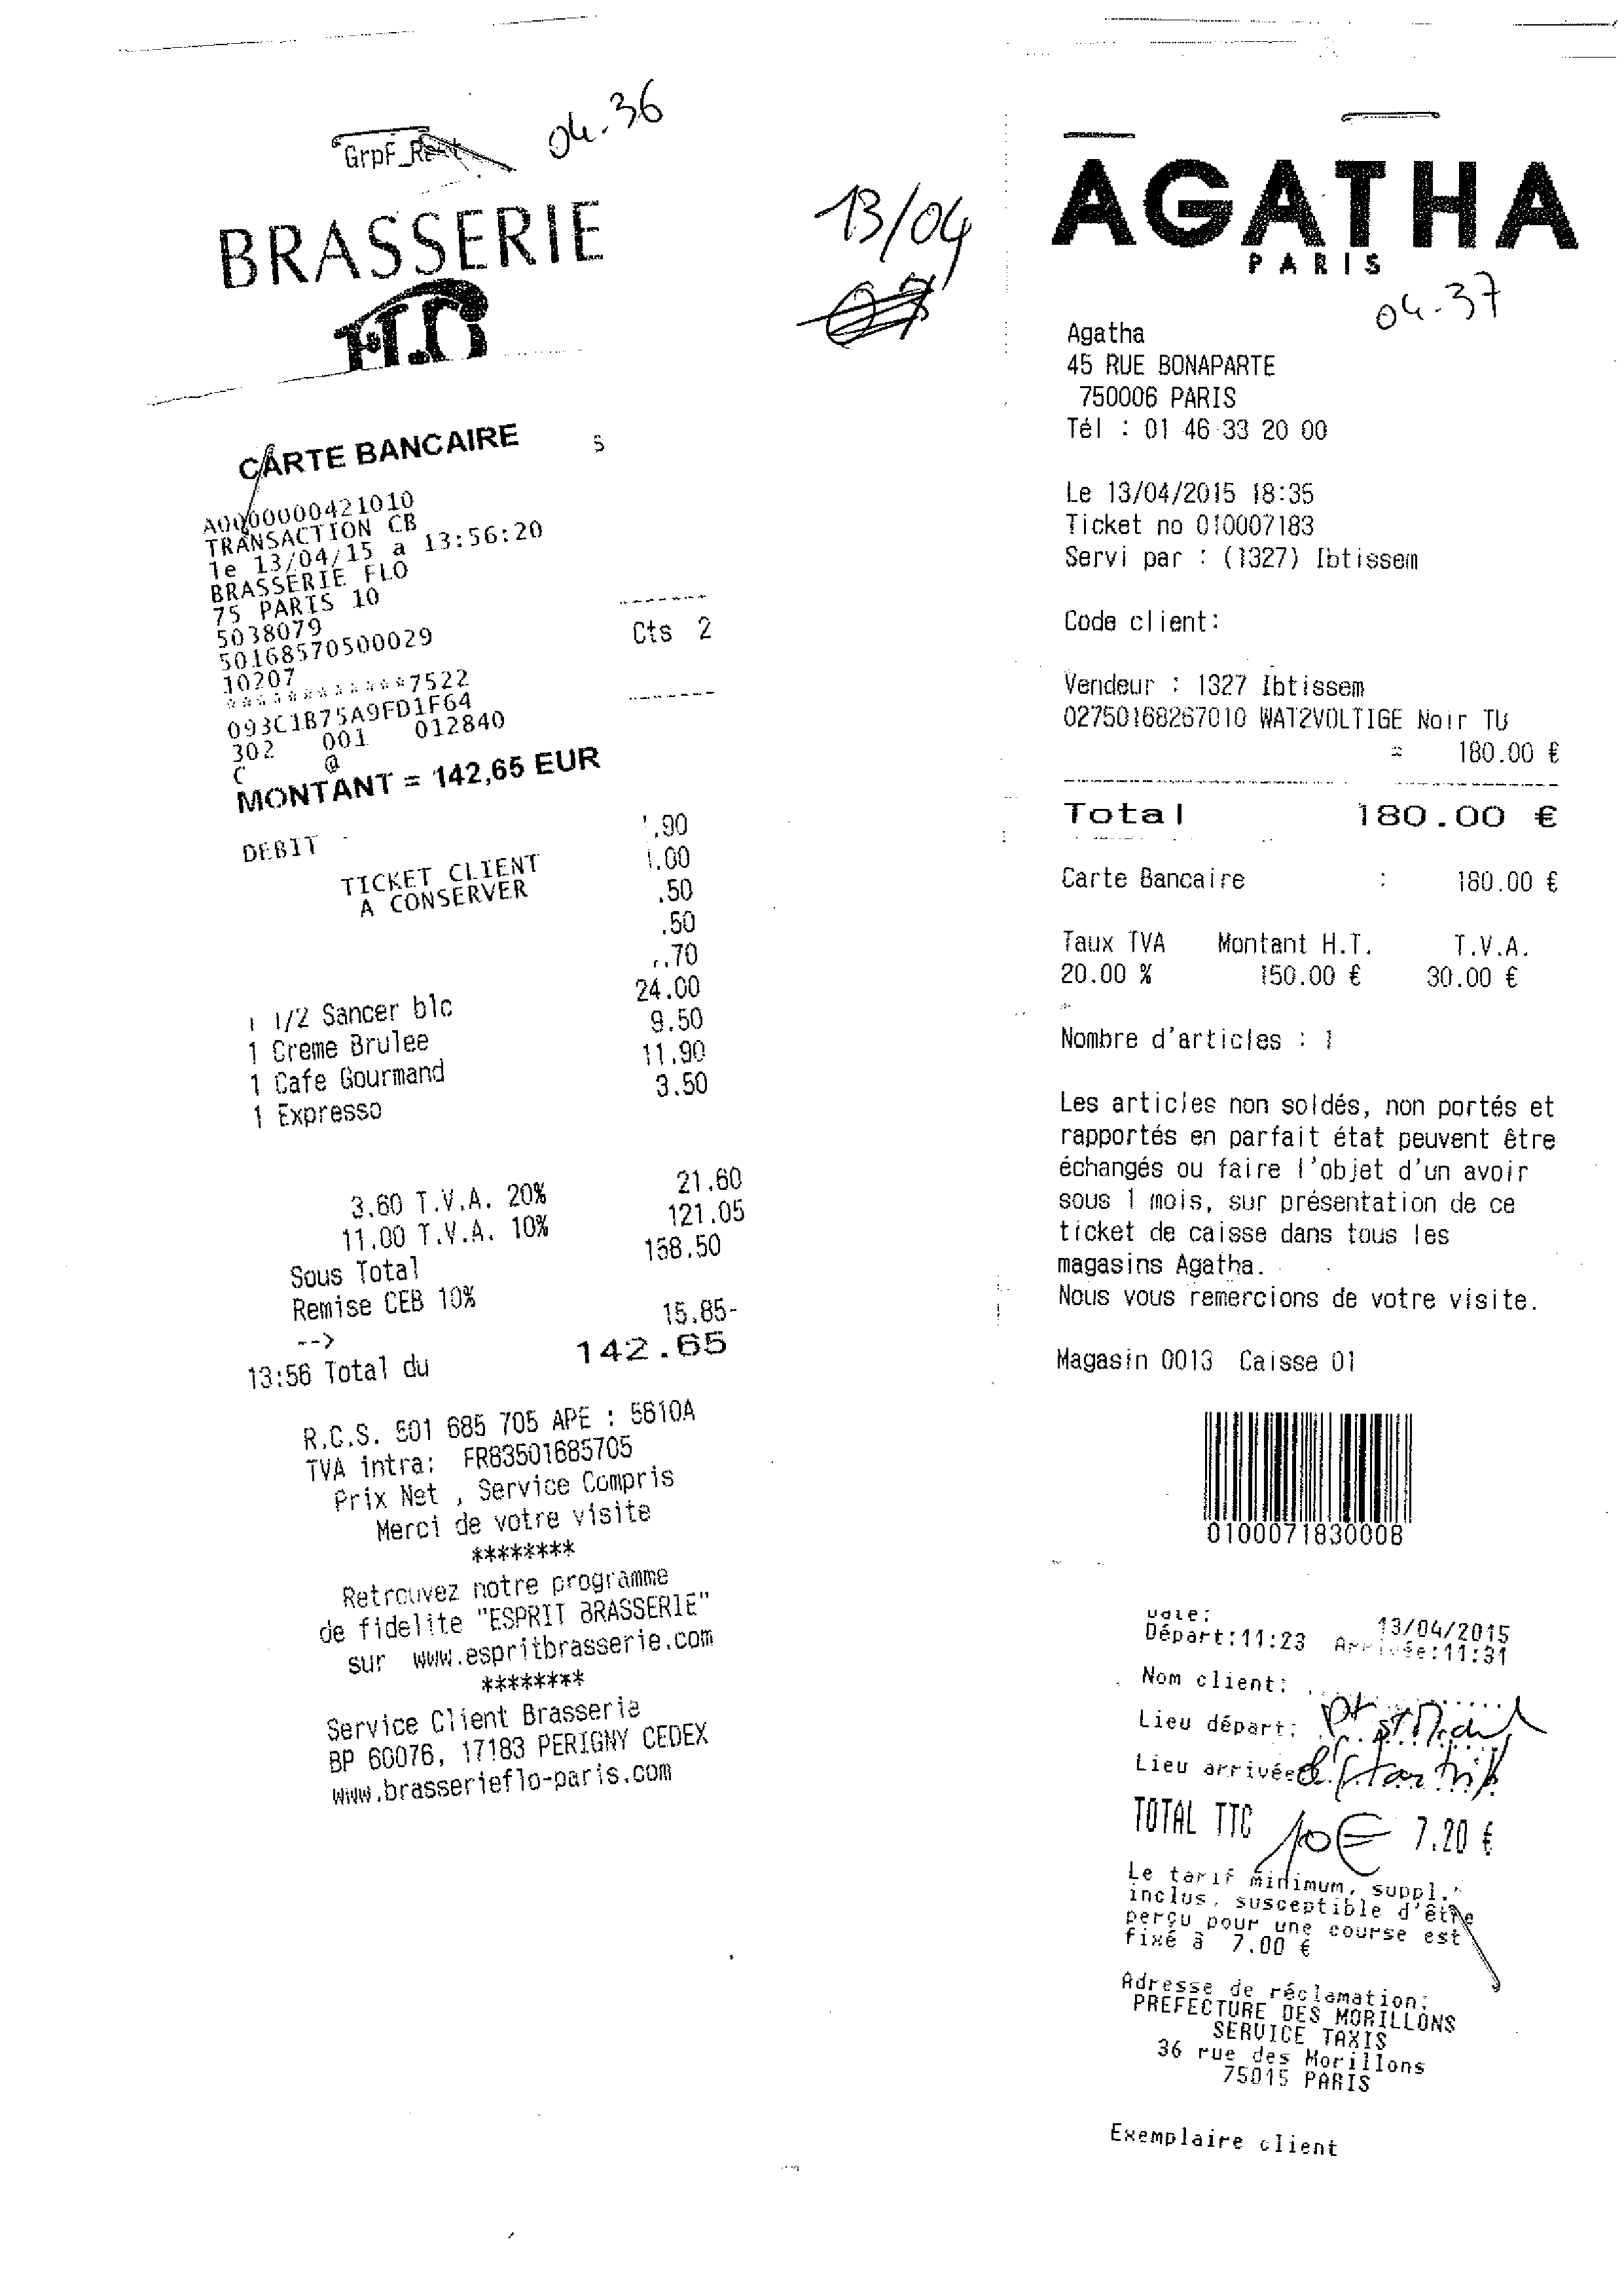 04.36
GrpF_
BRASSERIE
FLO
CARTE BANCAIRE
S
A0000000421010
TRANSACTION CB
le 13/04/15 a 13:56:20
BRASSERIE FLO
75 PARIS 10
5038079
50168570500029
10207
************7522
093C1B75A9FD1F64
302 001 012840
C @
MONTANT = 142,65 EUR
Cts 2
DEBIT
TICKET CLIENT
A CONSERVER
.90
.00
.50
.50
.70
1/2 Sancer blc 24.00
1 Creme Brulee 9.50
1 Cafe Gourmand 11.90
1 Expresso 3.50
3.60 T.V.A. 20% 21.60
11.00 T.V.A. 10% 121.05
Sous Total 158.50
Remise CEB 10%
--> 15.85-
13:56 Total du 142.65
R.C.S. 501 685 705 APE : 5610A
TVA intra: FR83501685705
Prix Net , Service Compris
Merci de votre visite
********
Retrouvez notre programme
de fidelite "ESPRIT BRASSERIE"
sur www.espritbrasserie.com
********
Service Client Brasserie
BP 60076, 17183 PERIGNY CEDEX
www.brasserieflo-paris.com
13/04
AGATHA
PARIS
04.37
Agatha
45 RUE BONAPARTE
750006 PARIS
Tél : 01 46 33 20 00
Le 13/04/2015 18:35
Ticket no 010007183
Servi par : (1327) Ibtissem
Code client:
Vendeur : 1327 Ibtissem
02750168267010 WAT2VOLTIGE Noir TU
= 180.00 €
Total 180.00 €
Carte Bancaire : 180.00 €
Taux TVA Montant H.T. T.V.A.
20.00 % 150.00 € 30.00 €
Nombre d'articles : 1
Les articles non soldés, non portés et
rapportés en parfait état peuvent être
échangés ou faire l'objet d'un avoir
sous 1 mois, sur présentation de ce
ticket de caisse dans tous les
magasins Agatha.
Nous vous remercions de votre visite.
Magasin 0013 Caisse 01
0100071830008
Date: 13/04/2015
Départ:11:23 Arrivée:11:31
Nom client:
Lieu départ:
Lieu arrivée
TOTAL TTC 10€ 7.20 €
Le tarif minimum, suppl.
inclus, susceptible d'être
perçu pour une course est
fixé à 7.00 €
Adresse de réclamation:
PREFECTURE DES MORILLONS
SERVICE TAXIS
36 rue des Morillons
75015 PARIS
Exemplaire client